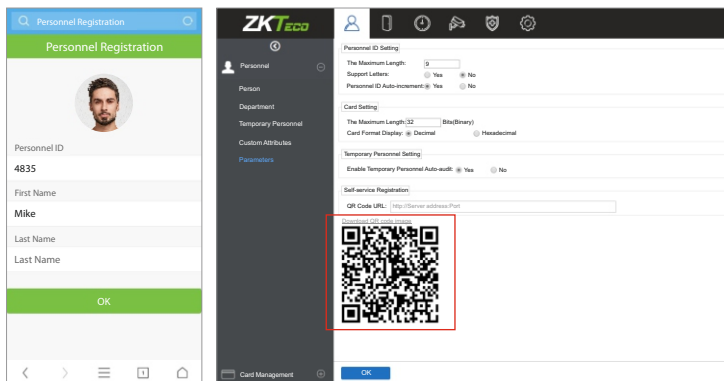 Personnel Registration
Personnel Registration
Personnel ID
4835
First Name
Mike
Last Name
Last Name
OK
1
ZKTECO
Personnel
Person
Department
Temporary Personnel
Custom Attributes
Parameters
Card Management
Personnel ID Setting
The Maximum Length: 9
Support Letters: Yes No
Personnel ID Auto-increment: Yes No
Card Setting
The Maximum Length: 32 Bits(Binary)
Card Format Display: Decimal Hexadecimal
Temporary Personnel Setting
Enable Temporary Personnel Auto-audit: Yes No
Self-service Registration
QR Code URL: http://Server address:Port
Download QR code image
OK